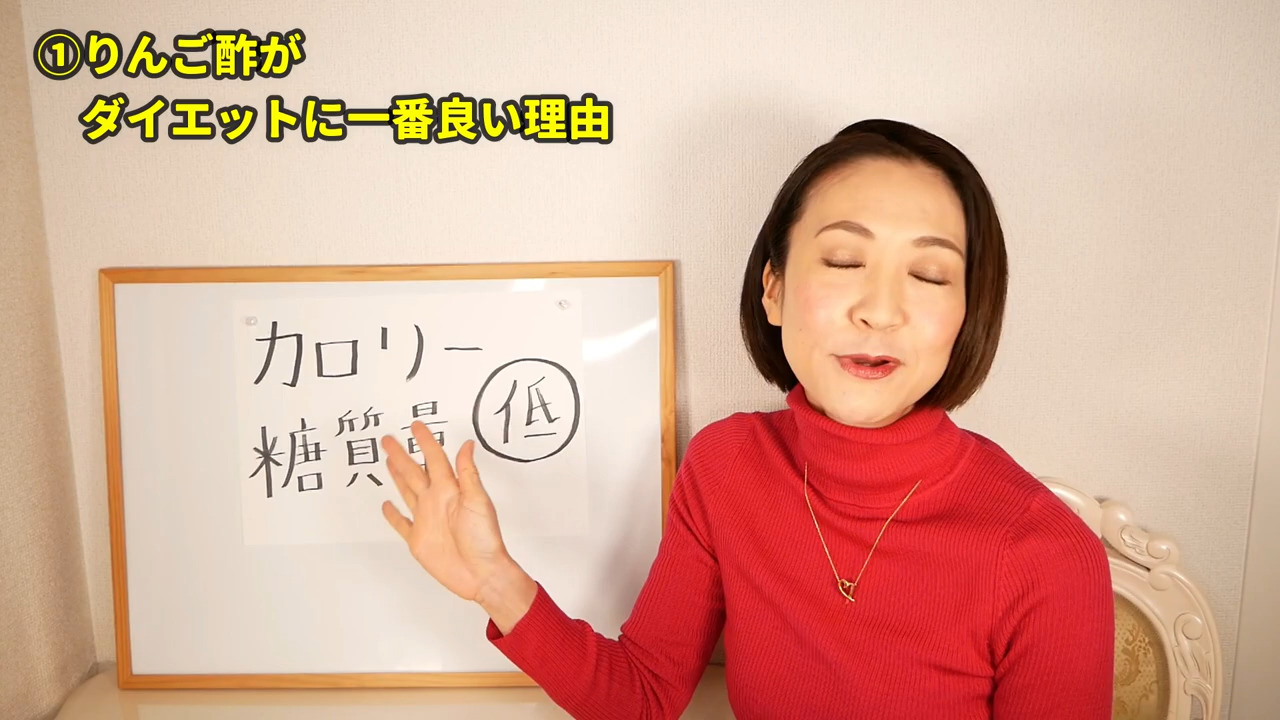 ①りんご酢が
ダイエットに一番良い理由
カロリー
糖質量
低